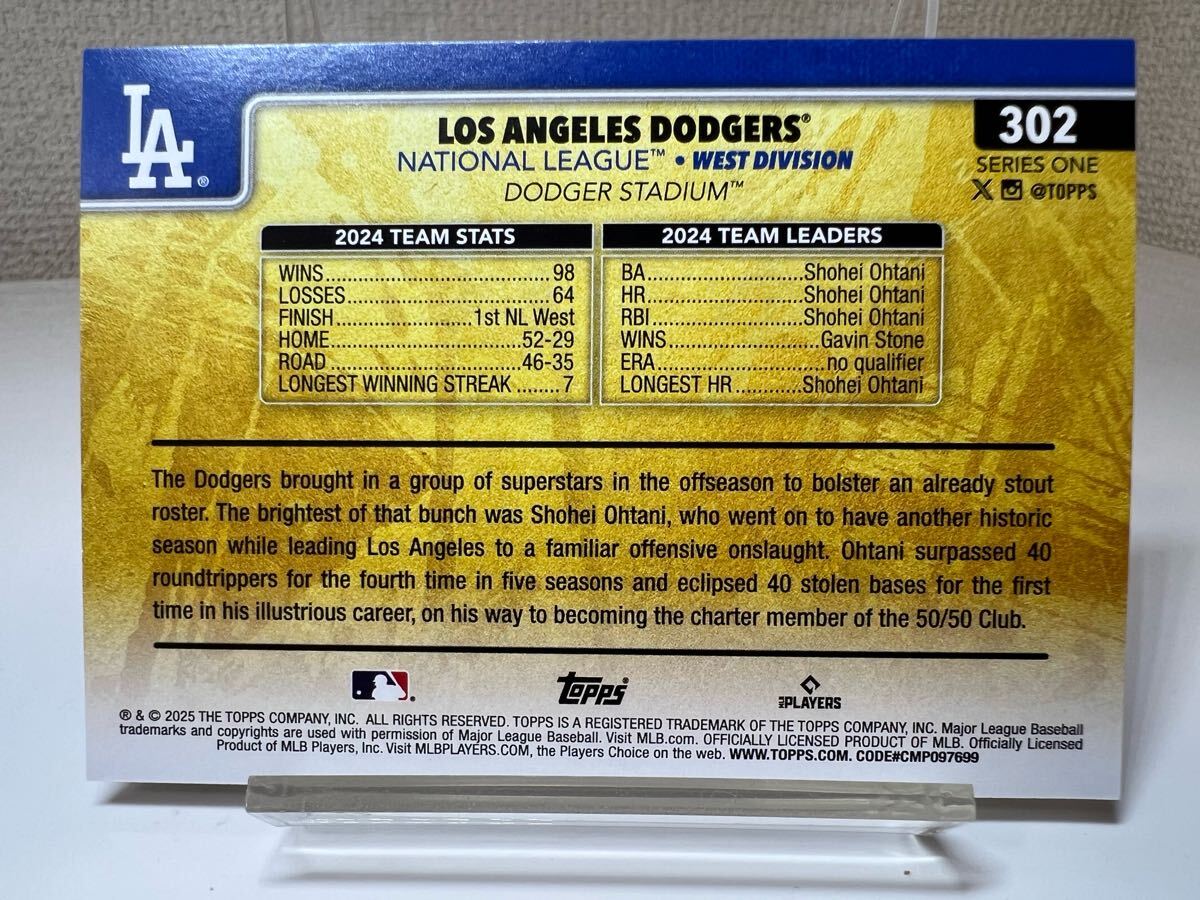 LA®
LOS ANGELES DODGERS®
NATIONAL LEAGUE™ • WEST DIVISION
DODGER STADIUM™
302
SERIES ONE
X @TOPPS
2024 TEAM STATS
WINS 98
LOSSES 64
FINISH 1st NL West
HOME 52-29
ROAD 46-35
LONGEST WINNING STREAK 7
2024 TEAM LEADERS
BA Shohei Ohtani
HR Shohei Ohtani
RBI Shohei Ohtani
WINS Gavin Stone
ERA no qualifier
LONGEST HR Shohei Ohtani
The Dodgers brought in a group of superstars in the offseason to bolster an already stout
roster. The brightest of that bunch was Shohei Ohtani, who went on to have another historic
season while leading Los Angeles to a familiar offensive onslaught. Ohtani surpassed 40
roundtrippers for the fourth time in five seasons and eclipsed 40 stolen bases for the first
time in his illustrious career, on his way to becoming the charter member of the 50/50 Club.
Topps®
MLB PLAYERS
® & © 2025 THE TOPPS COMPANY, INC. ALL RIGHTS RESERVED. TOPPS IS A REGISTERED TRADEMARK OF THE TOPPS COMPANY, INC. Major League Baseball
trademarks and copyrights are used with permission of Major League Baseball. Visit MLB.com. OFFICIALLY LICENSED PRODUCT OF MLB. Officially Licensed
Product of MLB Players, Inc. Visit MLBPLAYERS.COM, the Players Choice on the web. WWW.TOPPS.COM. CODE#CMP097699